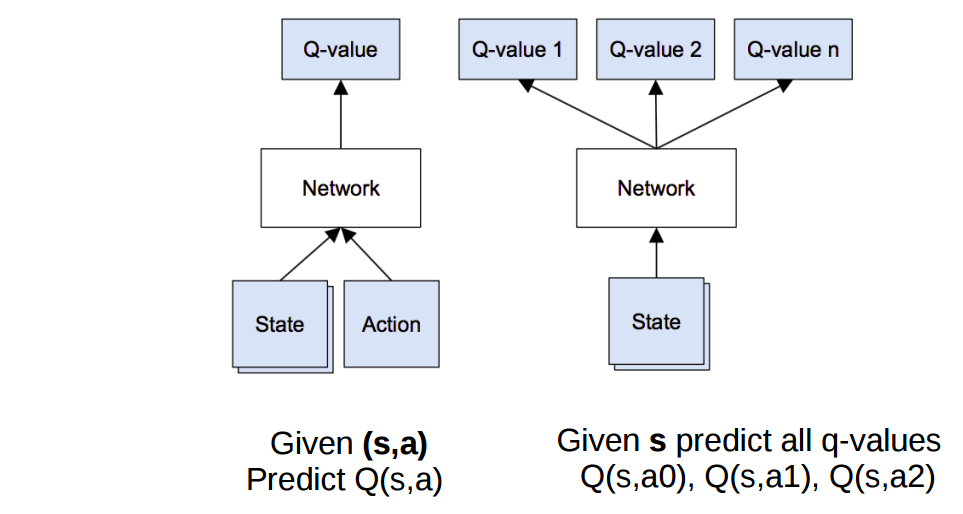 Q-value
Network
State
Action
Given (s,a)
Predict Q(s,a)
Q-value 1
Q-value 2
Q-value n
Network
State
Given s predict all q-values
Q(s,a0), Q(s,a1), Q(s,a2)